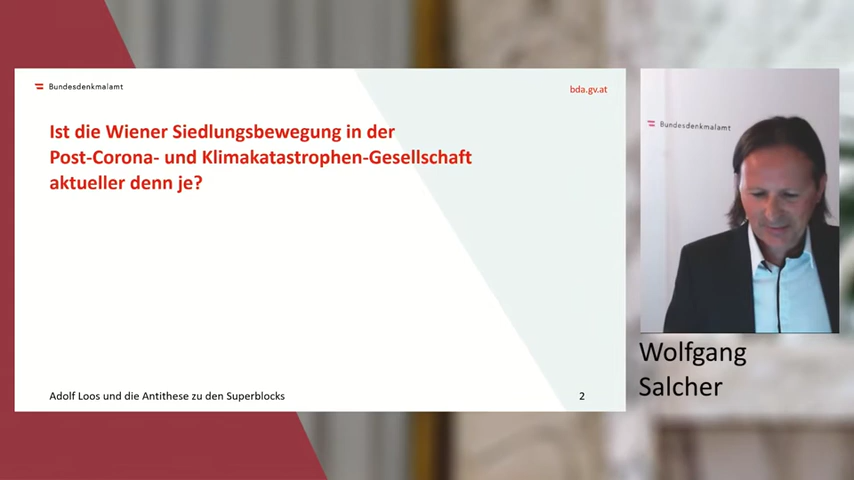 Bundesdenkmalamt
bda.gv.at
Ist die Wiener Siedlungsbewegung in der
Post-Corona- und Klimakatastrophen-Gesellschaft
aktueller denn je?
Adolf Loos und die Antithese zu den Superblocks
2
Bundesdenkmalamt
Wolfgang
Salcher